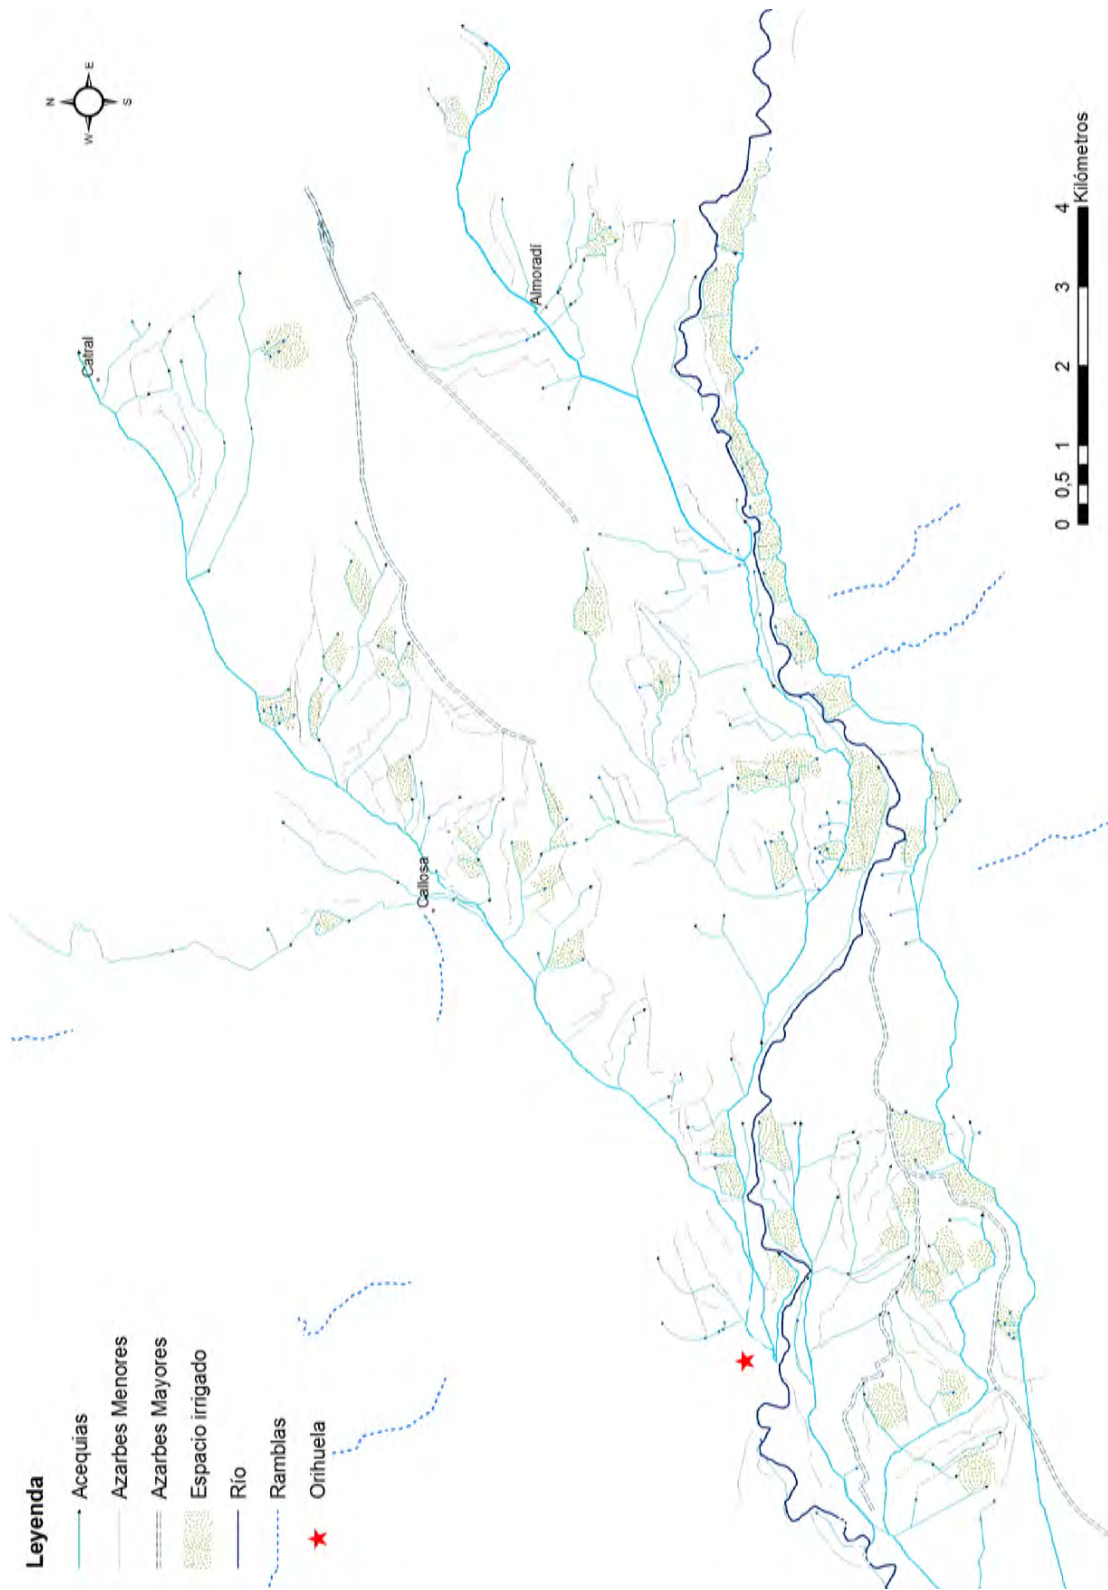 N
E
S
W
Catral
Almoradí
Callosa
Leyenda
Acequias
Azarbes Menores
Azarbes Mayores
Espacio irrigado
Río
Ramblas
Orihuela
0 0,5 1 2 3 4
Kilómetros